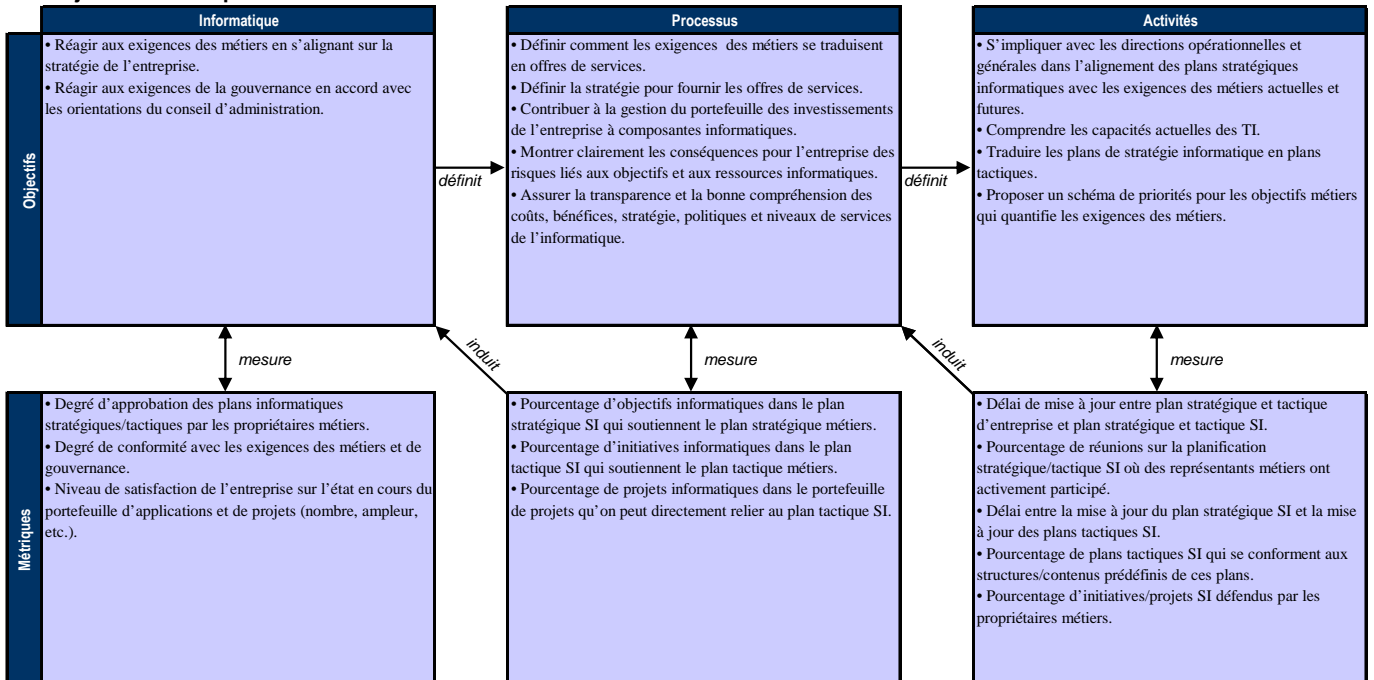 Informatique
Processus
Activités
Objectifs
• Réagir aux exigences des métiers en s’alignant sur la
stratégie de l’entreprise.
• Réagir aux exigences de la gouvernance en accord avec
les orientations du conseil d’administration.
définit
• Définir comment les exigences  des métiers se traduisent
en offres de services.
• Définir la stratégie pour fournir les offres de services.
• Contribuer à la gestion du portefeuille des investissements
de l’entreprise à composantes informatiques.
• Montrer clairement les conséquences pour l’entreprise des
risques liés aux objectifs et aux ressources informatiques.
• Assurer la transparence et la bonne compréhension des
coûts, bénéfices, stratégie, politiques et niveaux de services
de l’informatique.
définit
• S’impliquer avec les directions opérationnelles et
générales dans l’alignement des plans stratégiques
informatiques avec les exigences des métiers actuelles et
futures.
• Comprendre les capacités actuelles des TI.
• Traduire les plans de stratégie informatique en plans
tactiques.
• Proposer un schéma de priorités pour les objectifs métiers
qui quantifie les exigences des métiers.
mesure
induit
mesure
induit
mesure
Métriques
• Degré d’approbation des plans informatiques
stratégiques/tactiques par les propriétaires métiers.
• Degré de conformité avec les exigences des métiers et de
gouvernance.
• Niveau de satisfaction de l’entreprise sur l’état en cours du
portefeuille d’applications et de projets (nombre, ampleur,
etc.).
• Pourcentage d’objectifs informatiques dans le plan
stratégique SI qui soutiennent le plan stratégique métiers.
• Pourcentage d’initiatives informatiques dans le plan
tactique SI qui soutiennent le plan tactique métiers.
• Pourcentage de projets informatiques dans le portefeuille
de projets qu’on peut directement relier au plan tactique SI.
• Délai de mise à jour entre plan stratégique et tactique
d’entreprise et plan stratégique et tactique SI.
• Pourcentage de réunions sur la planification
stratégique/tactique SI où des représentants métiers ont
activement participé.
• Délai entre la mise à jour du plan stratégique SI et la mise
à jour des plans tactiques SI.
• Pourcentage de plans tactiques SI qui se conforment aux
structures/contenus prédéfinis de ces plans.
• Pourcentage d’initiatives/projets SI défendus par les
propriétaires métiers.